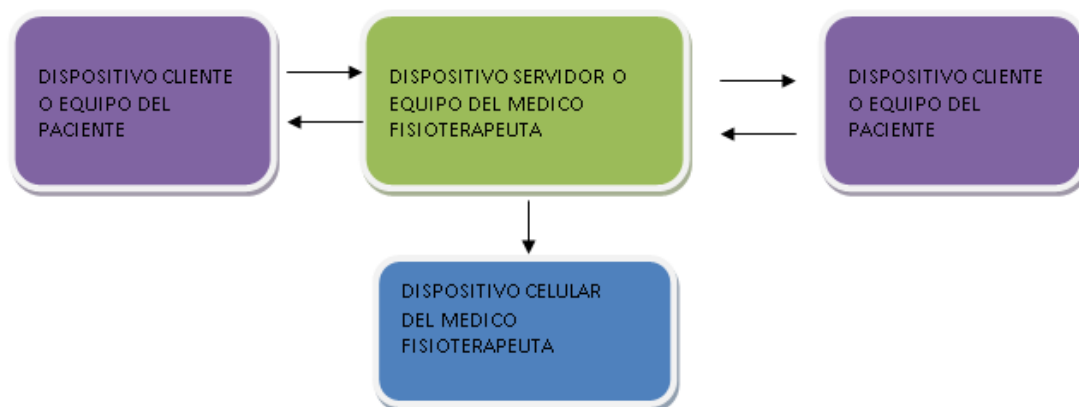 DISPOSITIVO CLIENTE
O EQUIPO DEL
PACIENTE
DISPOSITIVO SERVIDOR O
EQUIPO DEL MEDICO
FISIOTERAPEUTA
DISPOSITIVO CLIENTE
O EQUIPO DEL
PACIENTE
DISPOSITIVO CELULAR
DEL MEDICO
FISIOTERAPEUTA